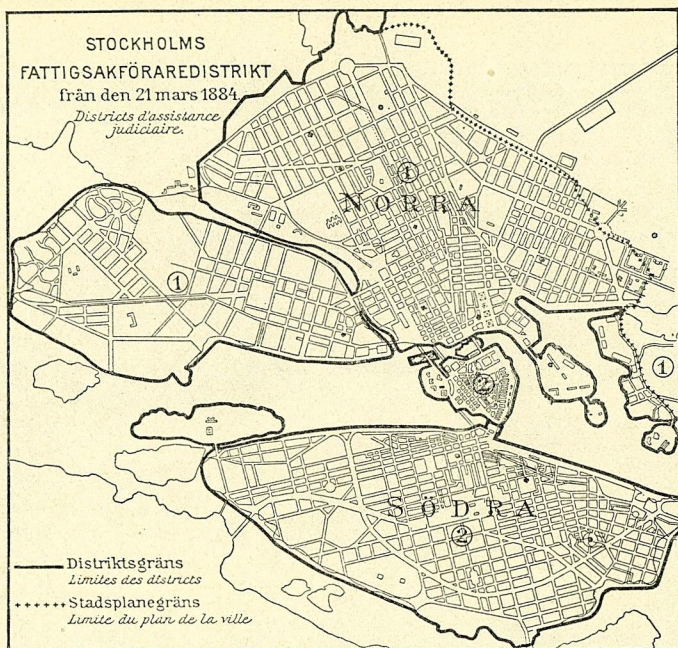 STOCKHOLMS
FATTIGSAKFÖRAREDISTRIKT
från den 21 mars 1884.
Districts d'assistance
judiciaire.
1
NORRA
1
1
2
SÖDRA
2
Distriktsgräns
Limites des districts
Stadsplanegräns
Limite du plan de la ville